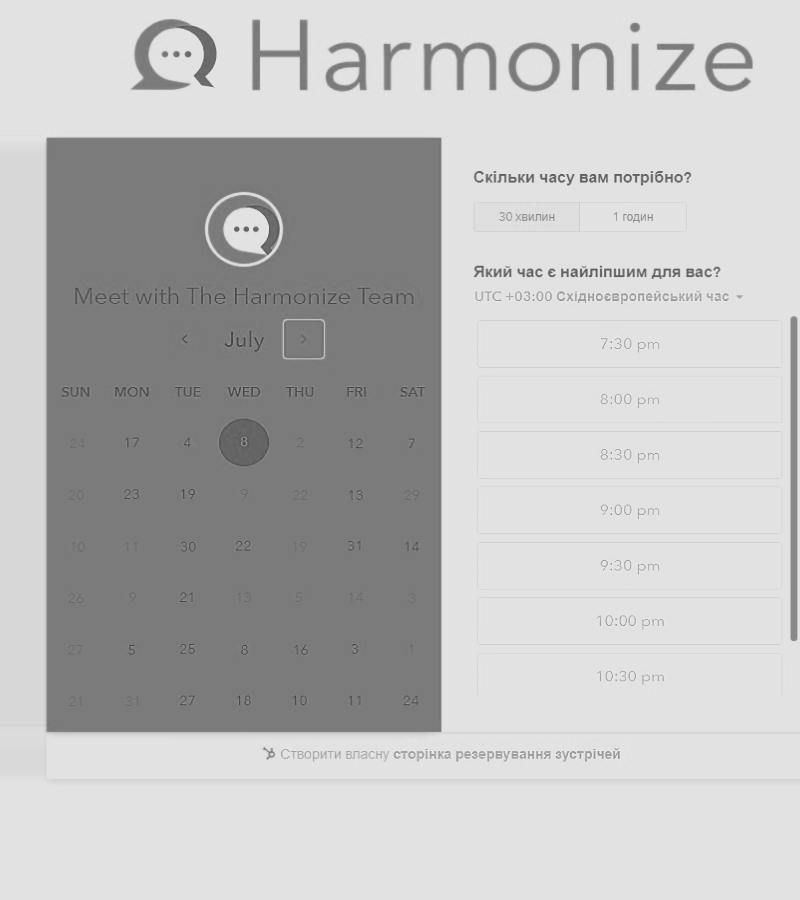 Harmonize
Meet with The Harmonize Team
July
SUN MON TUE WED THU FRI SAT
24 17 4 8 2 12 7
20 23 19 9 22 13 29
10 11 30 22 19 31 14
26 9 21 13 5 14 3
27 5 25 8 16 3 1
21 31 27 18 10 11 24
Скільки часу вам потрібно?
30 хвилин 1 годин
Який час є найліпшим для вас?
UTC +03:00 Східноєвропейський час
7:30 pm
8:00 pm
8:30 pm
9:00 pm
9:30 pm
10:00 pm
10:30 pm
Створити власну сторінка резервування зустрічей